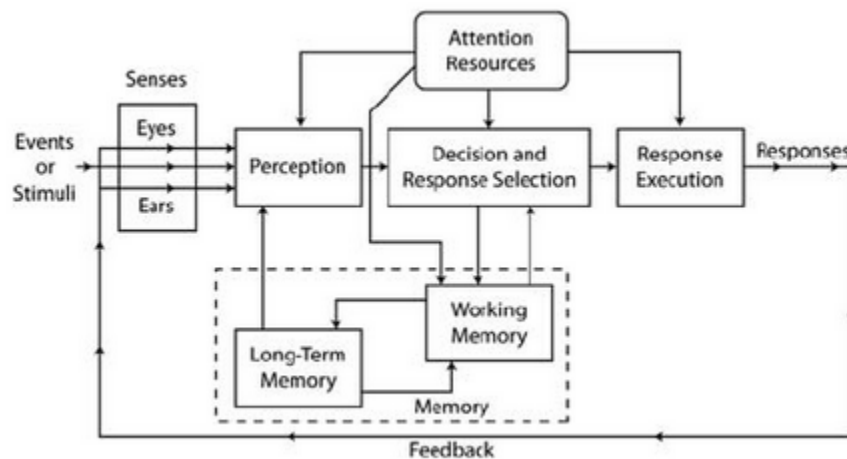 Attention
Resources
Senses
Eyes
Events
or
Stimuli
Ears
Perception
Decision and
Response Selection
Response
Execution
Responses
Working
Memory
Long-Term
Memory
Memory
Feedback